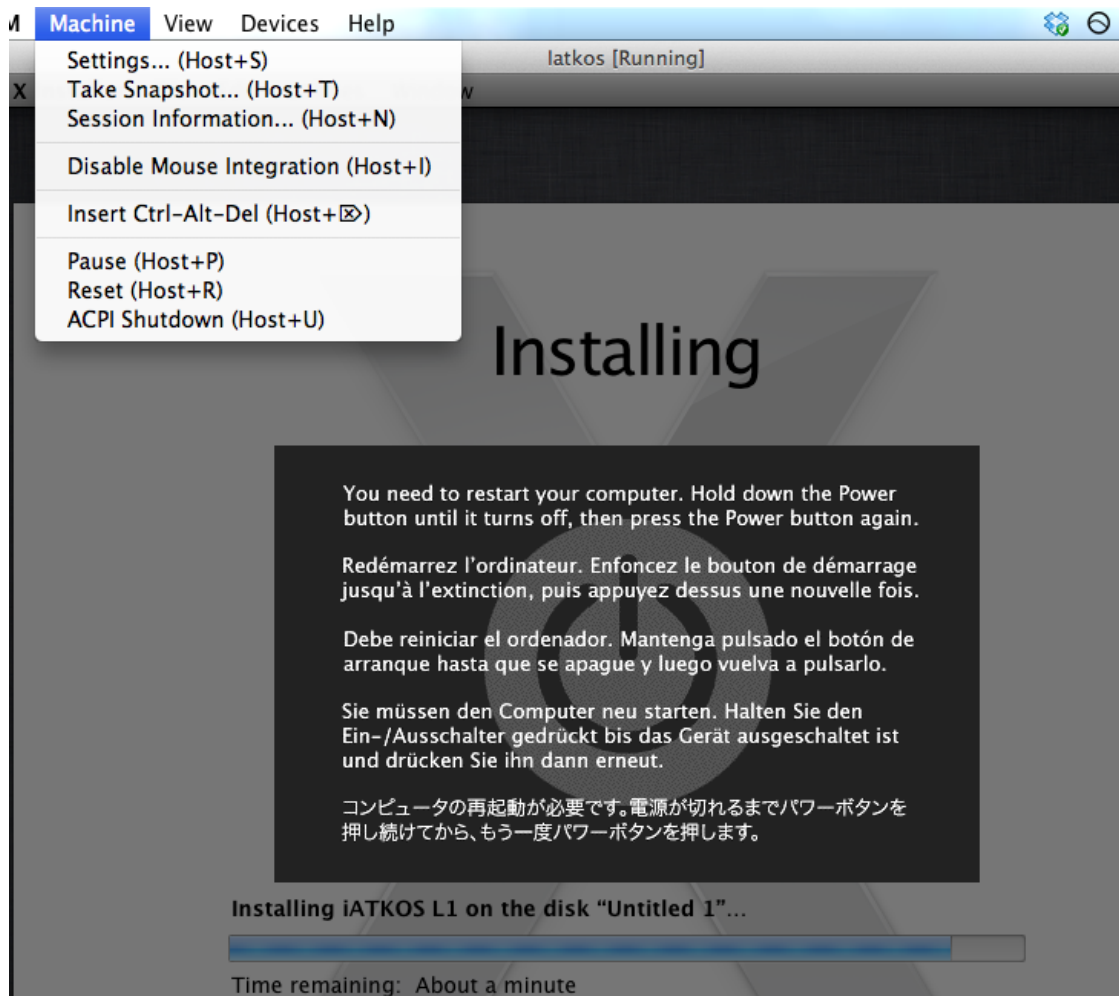 Machine View Devices Help
Settings... (Host+S)
Iatkos [Running]
Take Snapshot... (Host+T)
X
Session Information... (Host+N)
Disable Mouse Integration (Host+I)
Insert Ctrl-Alt-Del (Host+⌦)
Pause (Host+P)
Reset (Host+R)
ACPI Shutdown (Host+U)
Installing
You need to restart your computer. Hold down the Power
button until it turns off, then press the Power button again.
Redémarrez l'ordinateur. Enfoncez le bouton de démarrage
jusqu'à l'extinction, puis appuyez dessus une nouvelle fois.
Debe reiniciar el ordenador. Mantenga pulsado el botón de
arranque hasta que se apague y luego vuelva a pulsarlo.
Sie müssen den Computer neu starten. Halten Sie den
Ein-/Ausschalter gedrückt bis das Gerät ausgeschaltet ist
und drücken Sie ihn dann erneut.
コンピュータの再起動が必要です。電源が切れるまでパワーボタンを
押し続けてから、もう一度パワーボタンを押します。
Installing iATKOS L1 on the disk “Untitled 1”...
Time remaining: About a minute